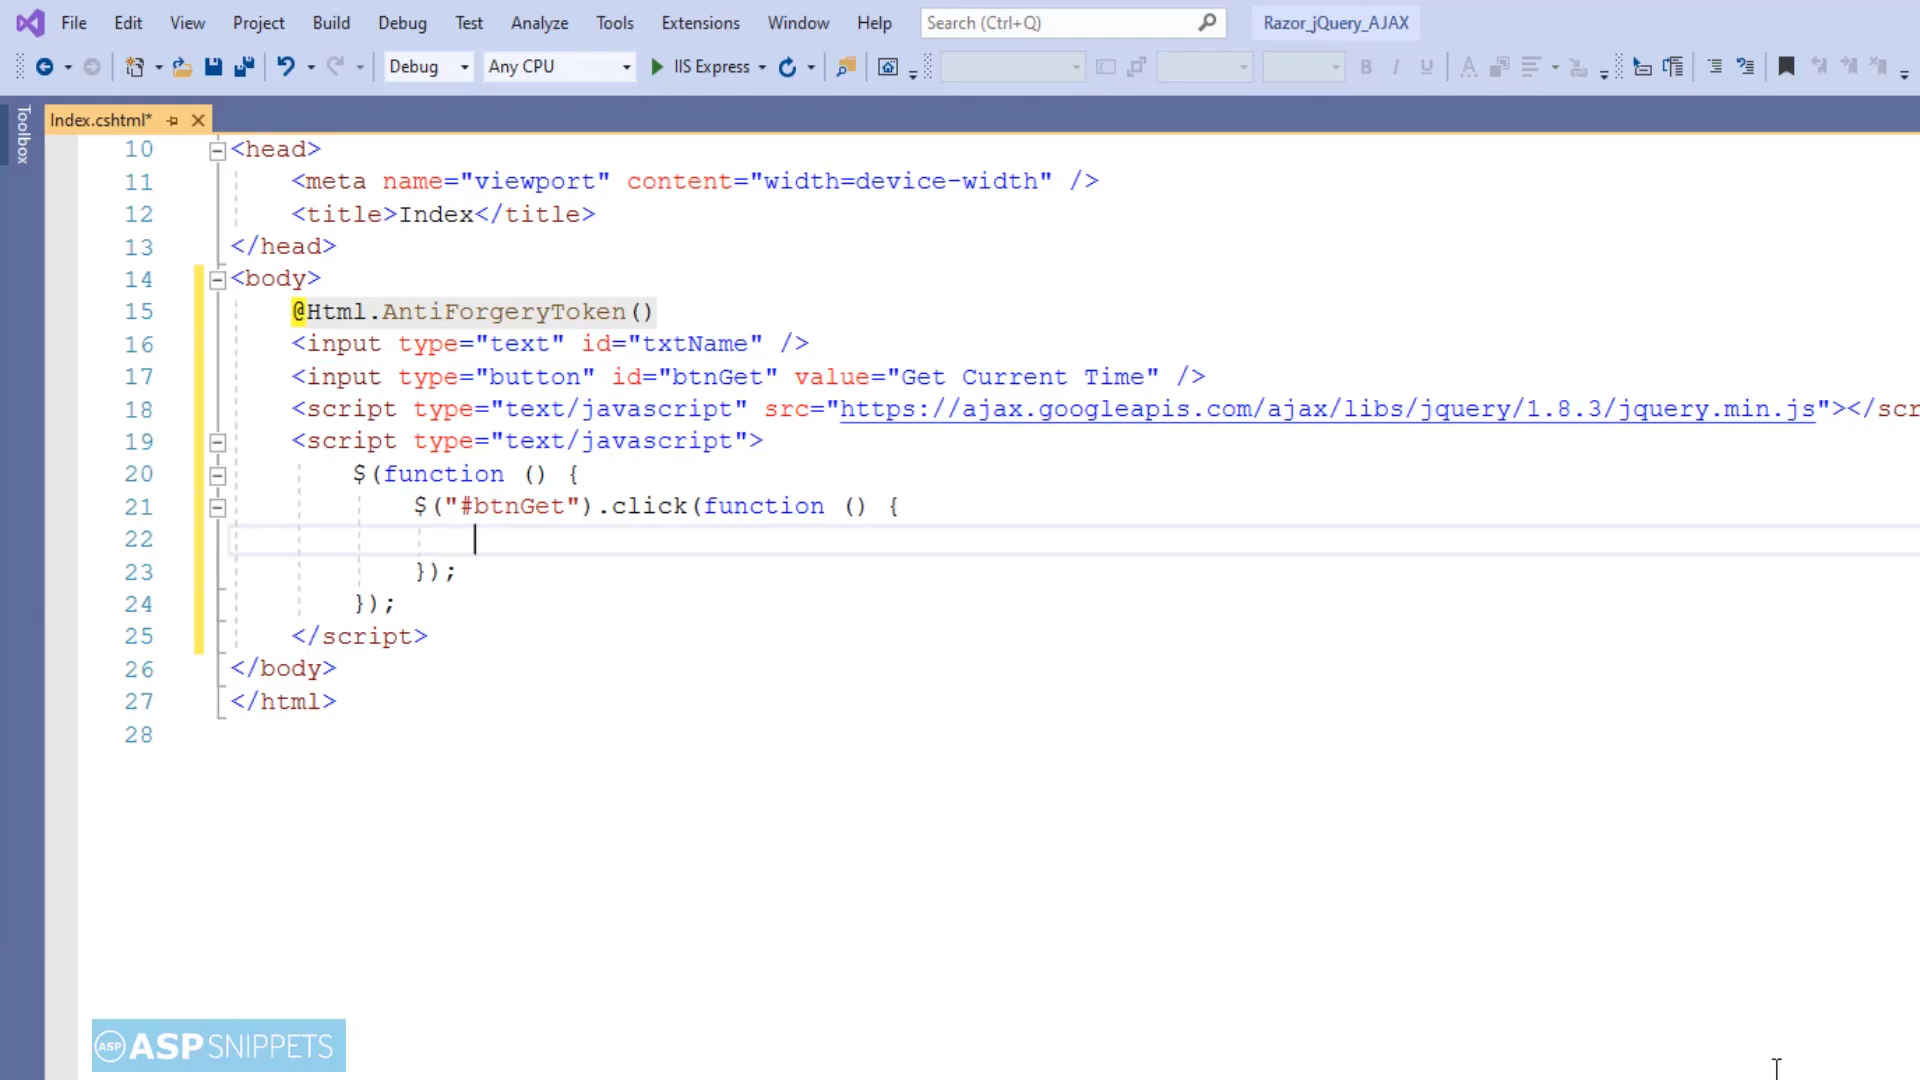 File Edit View Project Build Debug Test Analyze Tools Extensions Window Help Search (Ctrl+Q) Razor_jQuery_AJAX
Debug Any CPU IIS Express
Toolbox
Index.cshtml*
10 <head>
11 <meta name="viewport" content="width=device-width" />
12 <title>Index</title>
13 </head>
14 <body>
15 @Html.AntiForgeryToken()
16 <input type="text" id="txtName" />
17 <input type="button" id="btnGet" value="Get Current Time" />
18 <script type="text/javascript" src="https://ajax.googleapis.com/ajax/libs/jquery/1.8.3/jquery.min.js"></scr
19 <script type="text/javascript">
20 $(function () {
21 $("#btnGet").click(function () {
22
23 });
24 });
25 </script>
26 </body>
27 </html>
28
ASP ASPSNIPPETS